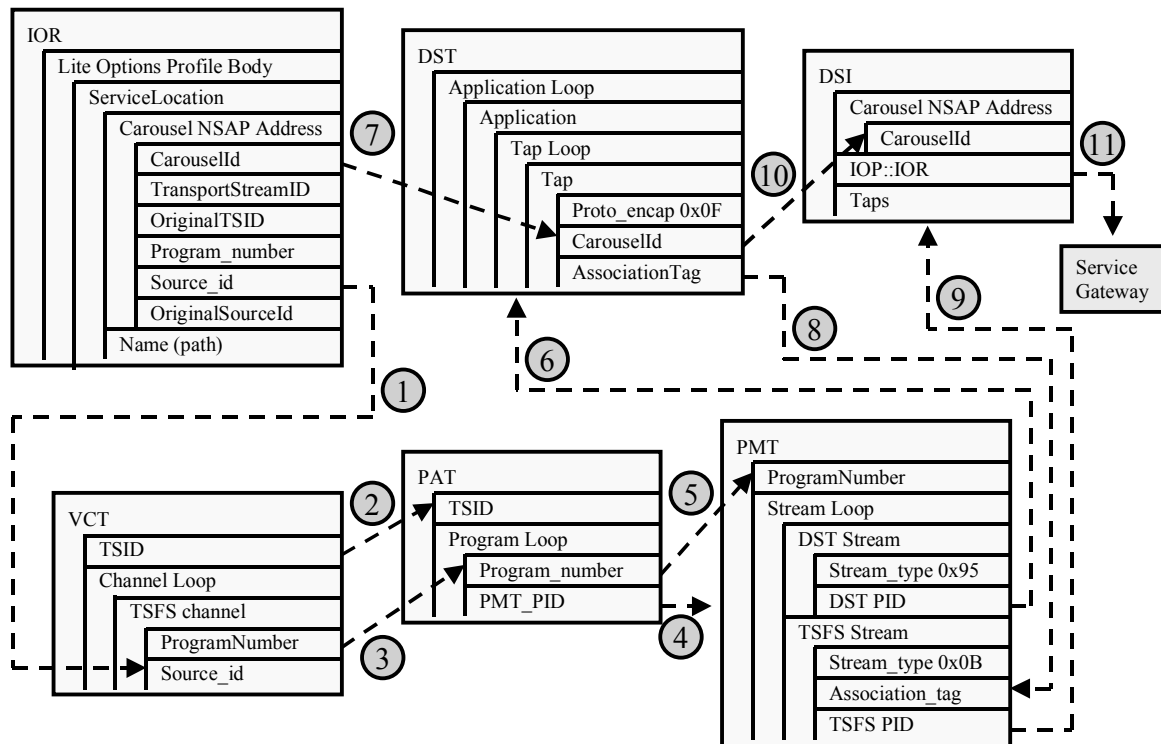 IOR
Lite Options Profile Body
ServiceLocation
Carousel NSAP Address
CarouselId
TransportStreamID
OriginalTSID
Program_number
Source_id
OriginalSourceId
Name (path)
7
DST
Application Loop
Application
Tap Loop
Tap
Proto_encap 0x0F
CarouselId
AssociationTag
10
DSI
Carousel NSAP Address
CarouselId
IOP::IOR
Taps
11
Service
Gateway
9
8
6
1
VCT
TSID
Channel Loop
TSFS channel
ProgramNumber
Source_id
2
3
PAT
TSID
Program Loop
Program_number
PMT_PID
5
4
PMT
ProgramNumber
Stream Loop
DST Stream
Stream_type 0x95
DST PID
TSFS Stream
Stream_type 0x0B
Association_tag
TSFS PID